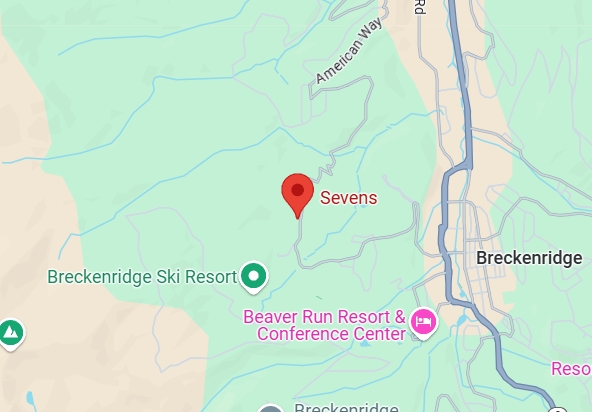 Rd
American Way
Sevens
Breckenridge
Breckenridge Ski Resort
Beaver Run Resort &
Conference Center
Reso
Breckenridge